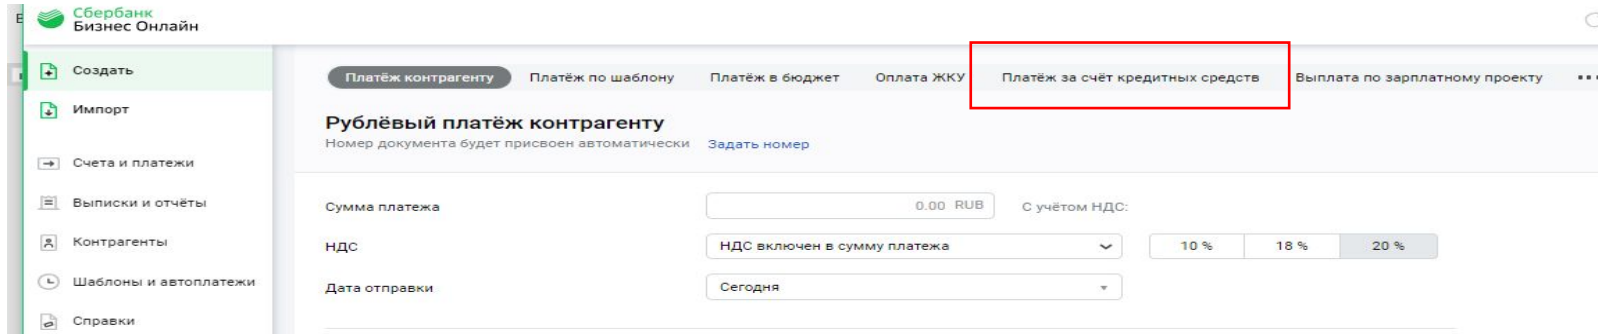 Сбербанк
Бизнес Онлайн
Создать
Импорт
Счета и платежи
Выписки и отчёты
Контрагенты
Шаблоны и автоплатежи
Справки
Платёж контрагенту Платёж по шаблону Платёж в бюджет Оплата ЖКУ Платёж за счёт кредитных средств Выплата по зарплатному проекту
Рублёвый платёж контрагенту
Номер документа будет присвоен автоматически Задать номер
Сумма платежа 0.00 RUB С учётом НДС:
НДС НДС включен в сумму платежа 10 % 18 % 20 %
Дата отправки Сегодня